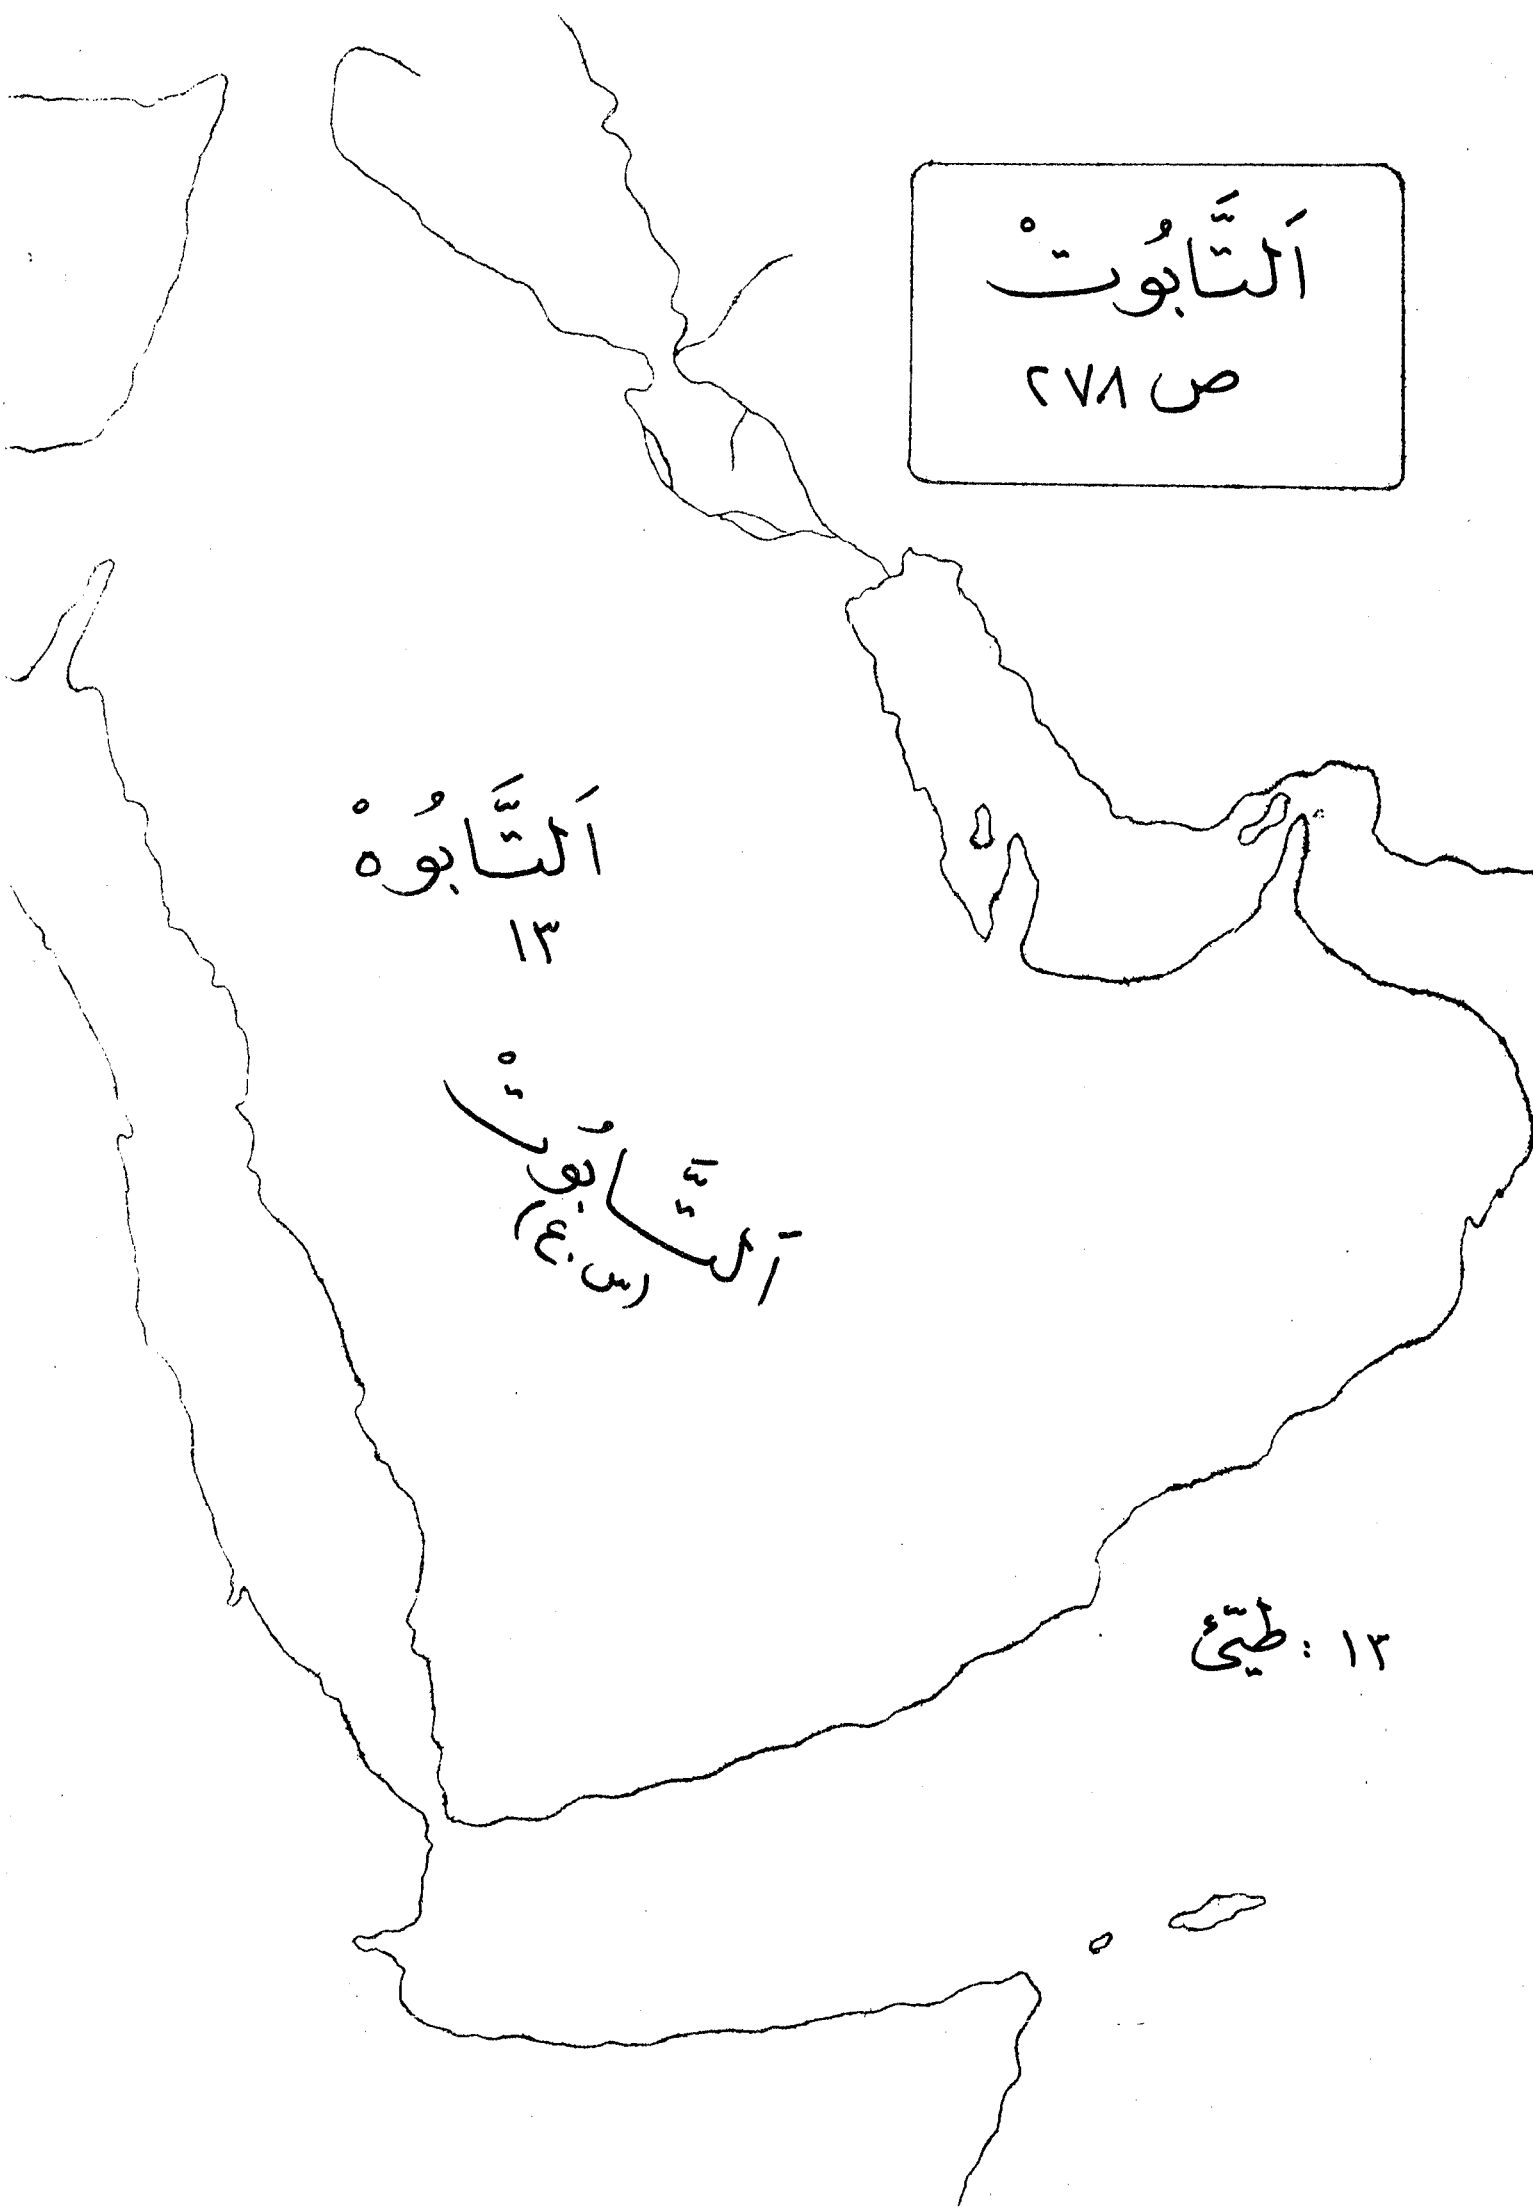 اَلتَّابُوتْ
ص ٢٧٨
اَلتَّابُوهْ
١٣
اَلتَّابُوتْ
(س.ع)
١٣ : طيّئ